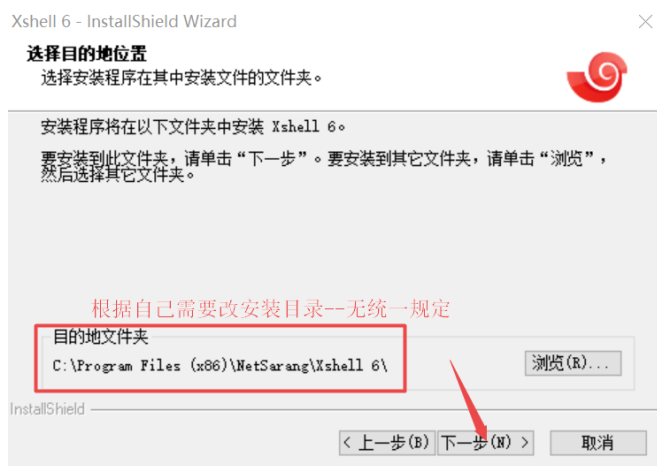 Xshell 6 - InstallShield Wizard
选择目的地位置
选择安装程序在其中安装文件的文件夹。
安装程序将在以下文件夹中安装 Xshell 6。
要安装到此文件夹，请单击“下一步”。要安装到其它文件夹，请单击“浏览”，
然后选择其它文件夹。
根据自己需要改安装目录--无统一规定
目的地文件夹
C:\Program Files (x86)\NetSarang\Xshell 6\
浏览(R)...
InstallShield
< 上一步(B)
下一步(N) >
取消